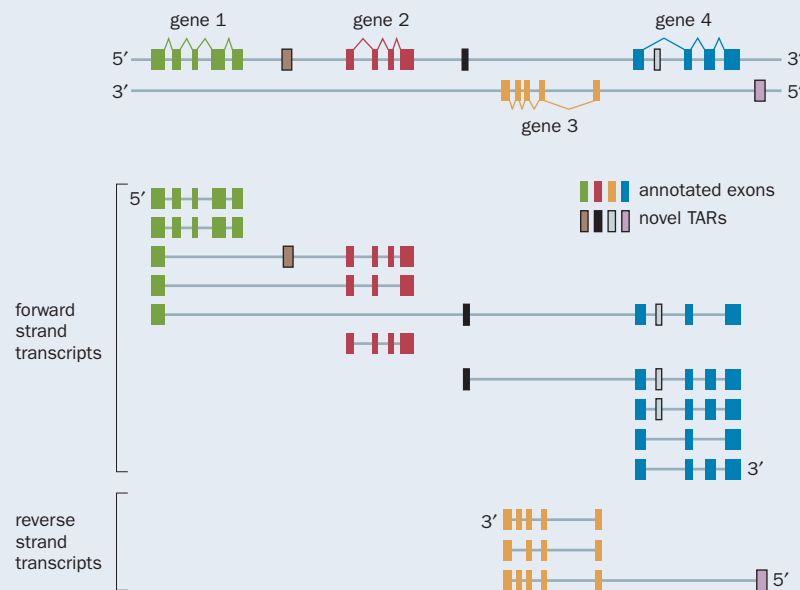 gene 1
gene 2
gene 4
5′
3′
3′
5′
gene 3
5′
annotated exons
novel TARs
forward
strand
transcripts
3′
reverse
strand
transcripts
3′
5′